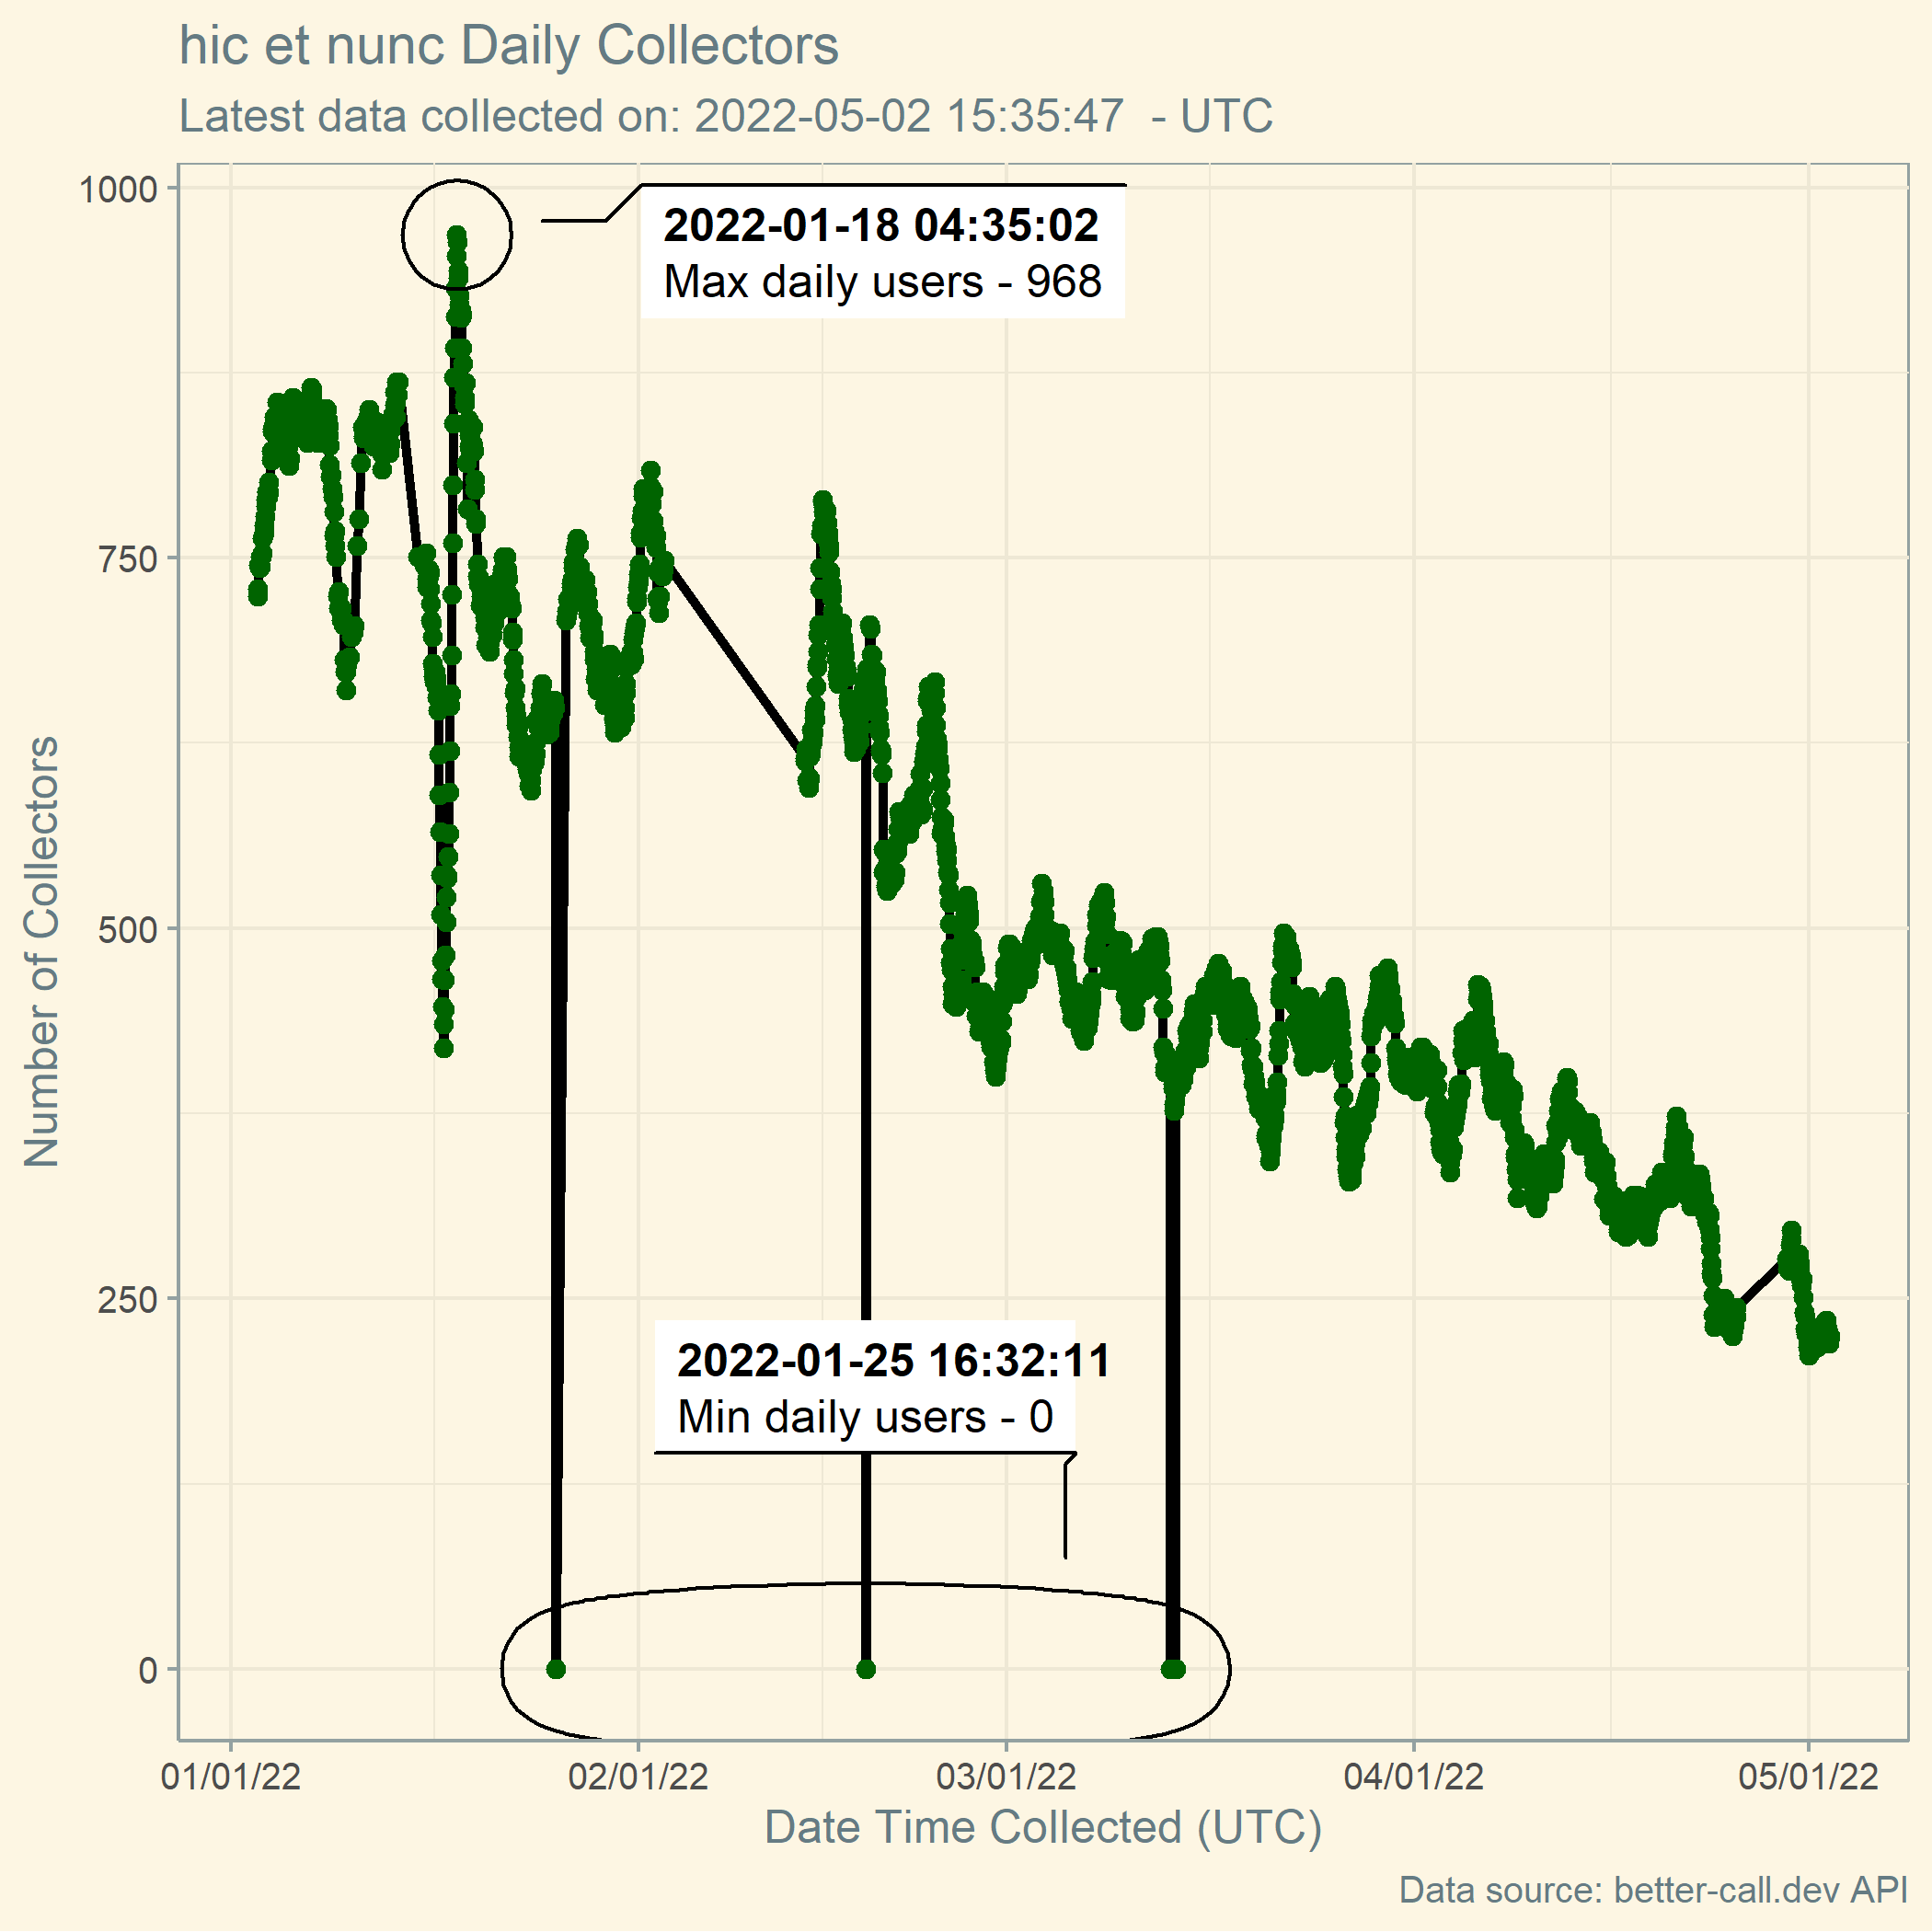 hic et nunc Daily Collectors
Latest data collected on: 2022-05-02 15:35:47  - UTC
1000
2022-01-18 04:35:02
Max daily users - 968
750
Number of Collectors
500
250
2022-01-25 16:32:11
Min daily users - 0
0
01/01/22 02/01/22 03/01/22 04/01/22 05/01/22
Date Time Collected (UTC)
Data source: better-call.dev API